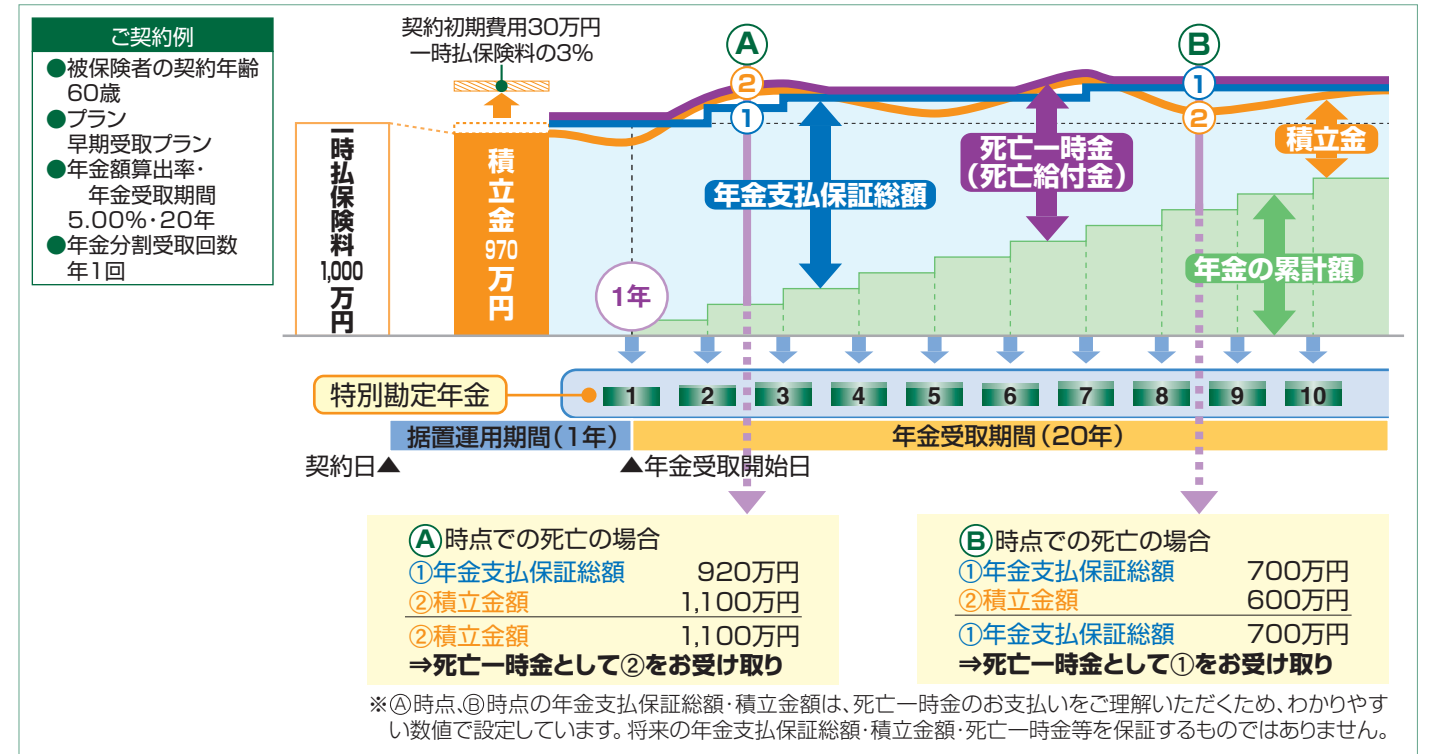 ご契約例
●被保険者の契約年齢
60歳
●プラン
早期受取プラン
●年金額算出率・
年金受取期間
5.00%・20年
●年金分割受取回数
年1回
契約初期費用30万円
一時払保険料の3%
一時払保険料1,000万円
積立金970万円
A
②
①
B
①
②
1年
年金支払保証総額
死亡一時金
(死亡給付金)
積立金
年金の累計額
特別勘定年金
1 2 3 4 5 6 7 8 9 10
据置運用期間(1年)
年金受取期間(20年)
契約日▲
▲年金受取開始日
Ⓐ時点での死亡の場合
①年金支払保証総額 920万円
②積立金額 1,100万円
②積立金額 1,100万円
⇒死亡一時金として②をお受け取り
Ⓑ時点での死亡の場合
①年金支払保証総額 700万円
②積立金額 600万円
①年金支払保証総額 700万円
⇒死亡一時金として①をお受け取り
※Ⓐ時点、Ⓑ時点の年金支払保証総額・積立金額は、死亡一時金のお支払いをご理解いただくため、わかりやす
い数値で設定しています。将来の年金支払保証総額・積立金額・死亡一時金等を保証するものではありません。